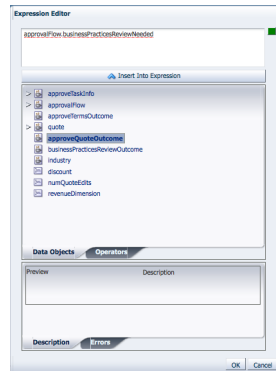 Expression Editor
approvalFlow.businessPracticesReviewNeeded
Insert Into Expression
> approveTaskInfo
> approvalFlow
approveTermsOutcome
> quote
approveQuoteOutcome
businessPracticesReviewOutcome
industry
discount
numQuoteEdits
revenueDimension
Data Objects Operators
Preview Description
Description Errors
OK Cancel